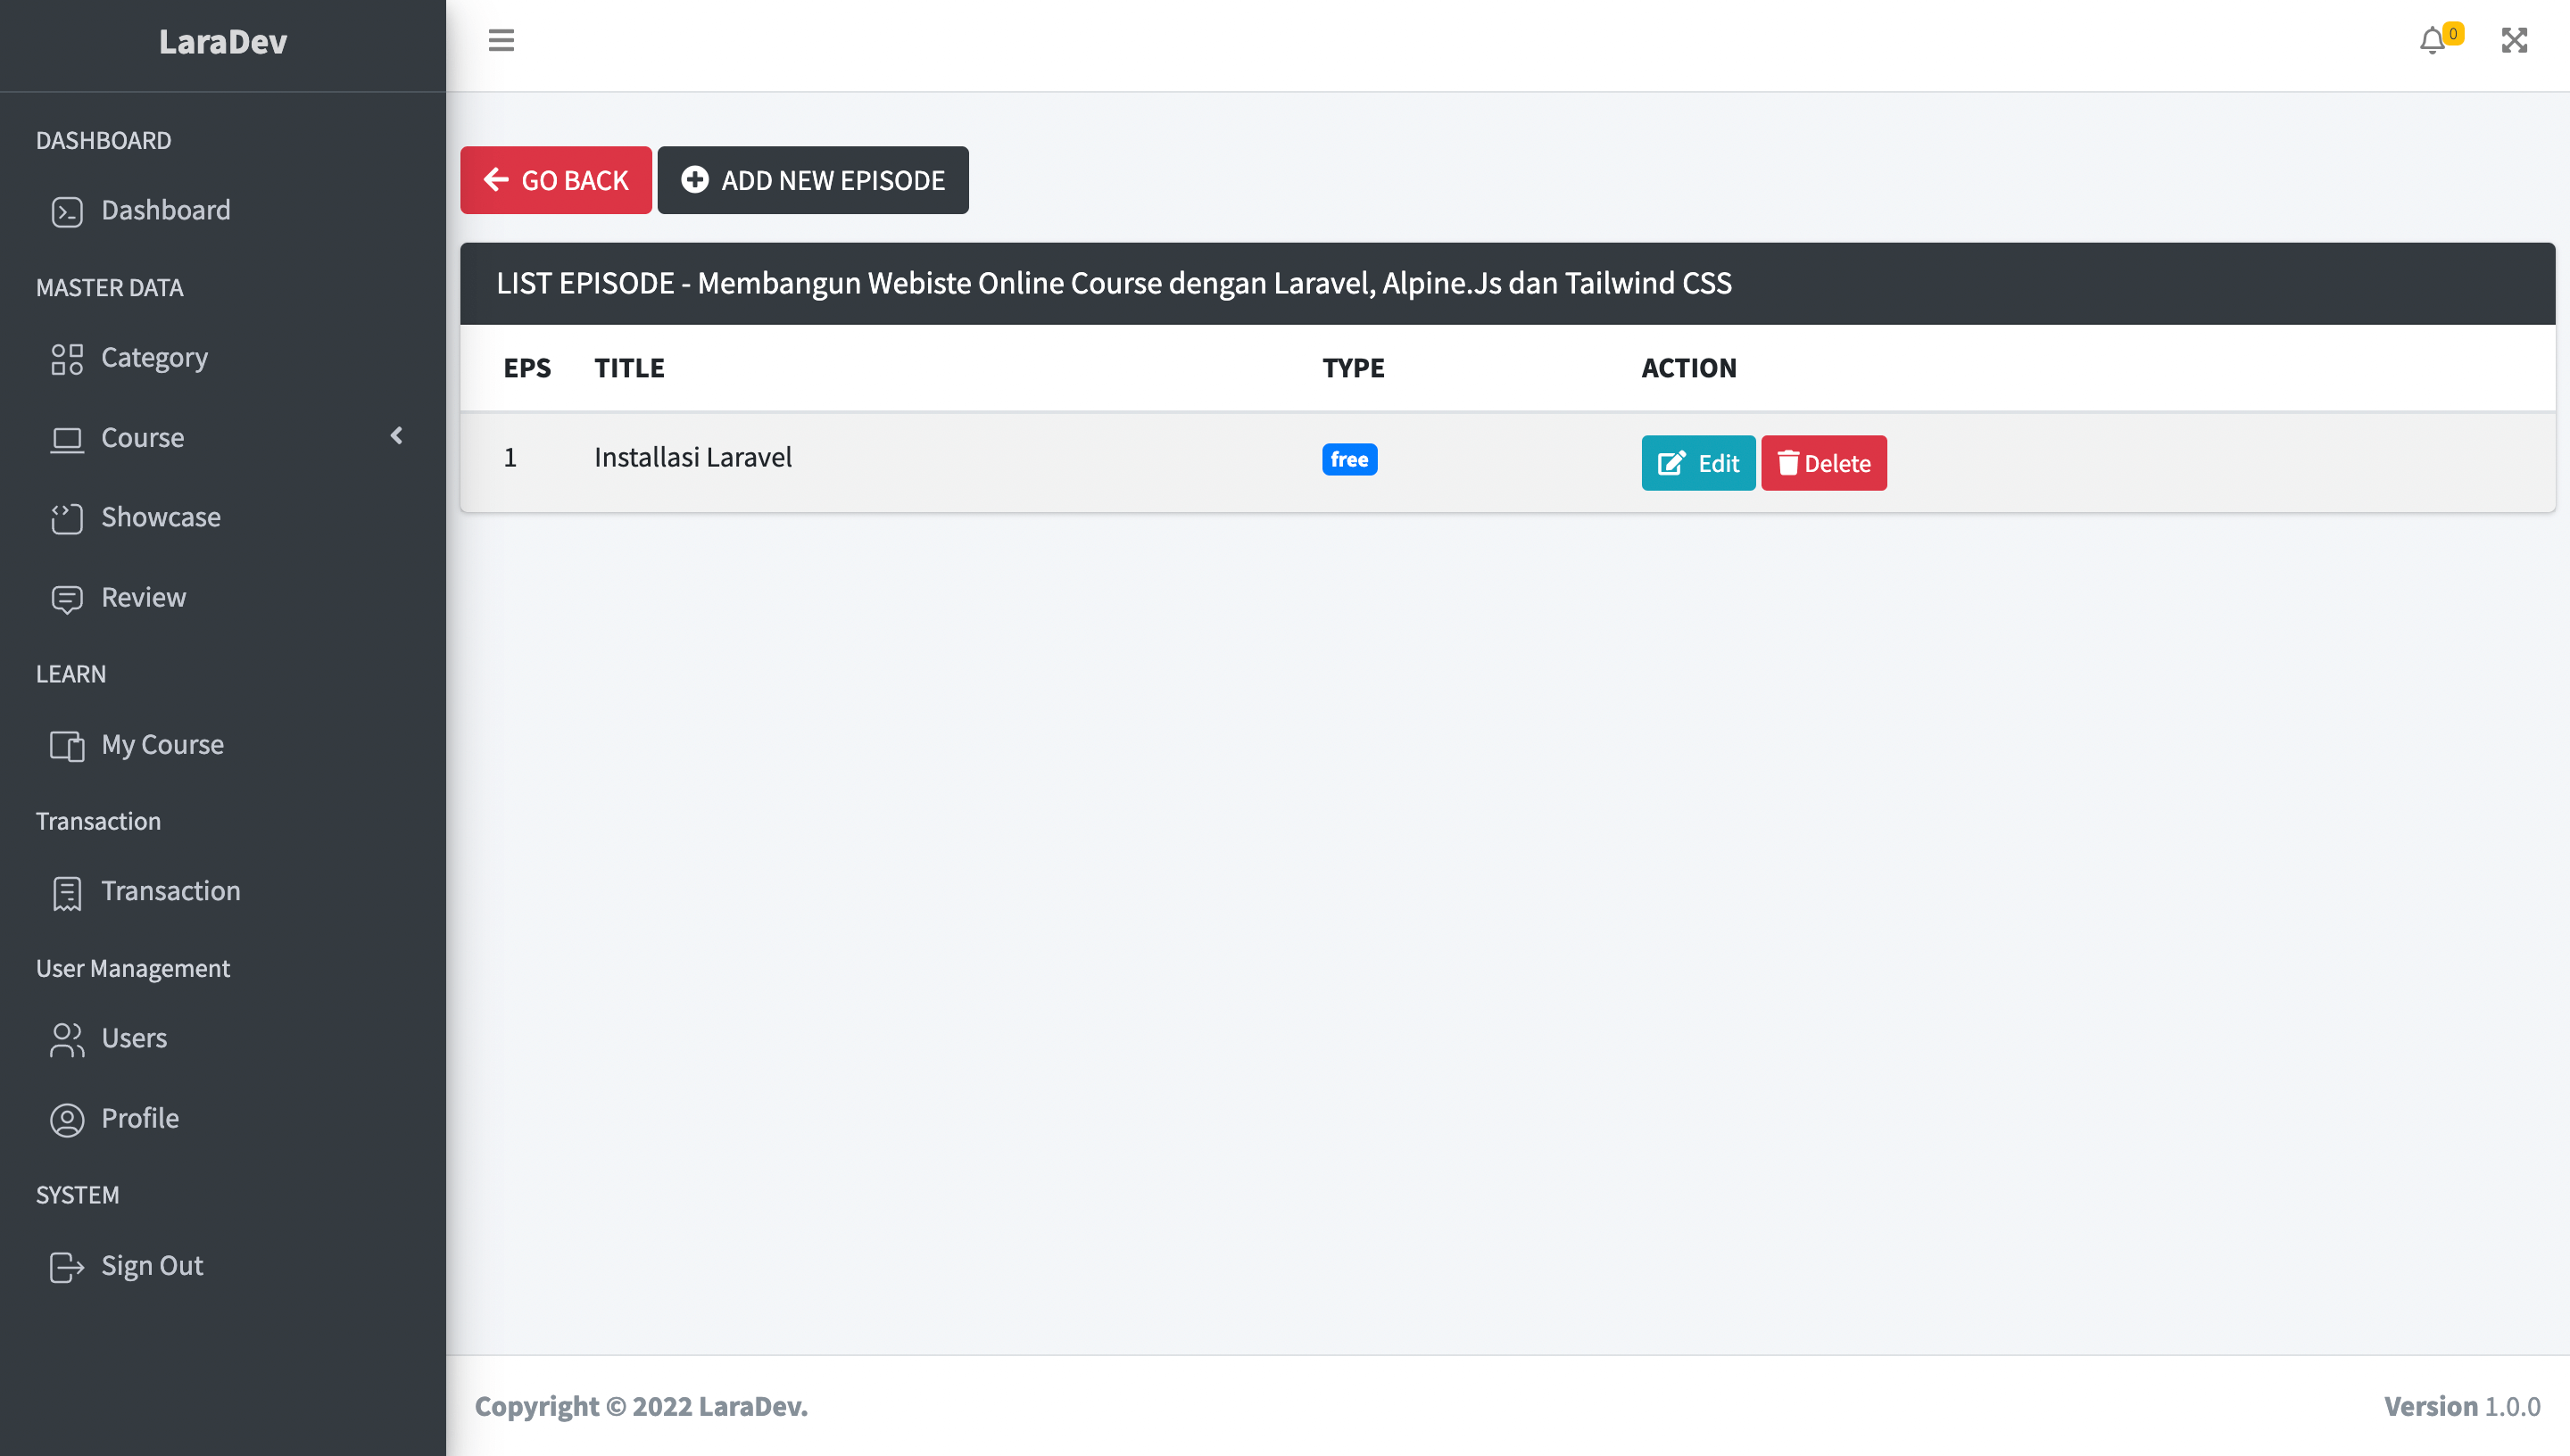 LaraDev
0
DASHBOARD
Dashboard
MASTER DATA
Category
Course
Showcase
Review
LEARN
My Course
Transaction
Transaction
User Management
Users
Profile
SYSTEM
Sign Out
GO BACK
ADD NEW EPISODE
LIST EPISODE - Membangun Webiste Online Course dengan Laravel, Alpine.Js dan Tailwind CSS
EPS TITLE TYPE ACTION
1 Installasi Laravel free Edit Delete
Copyright © 2022 LaraDev.
Version 1.0.0